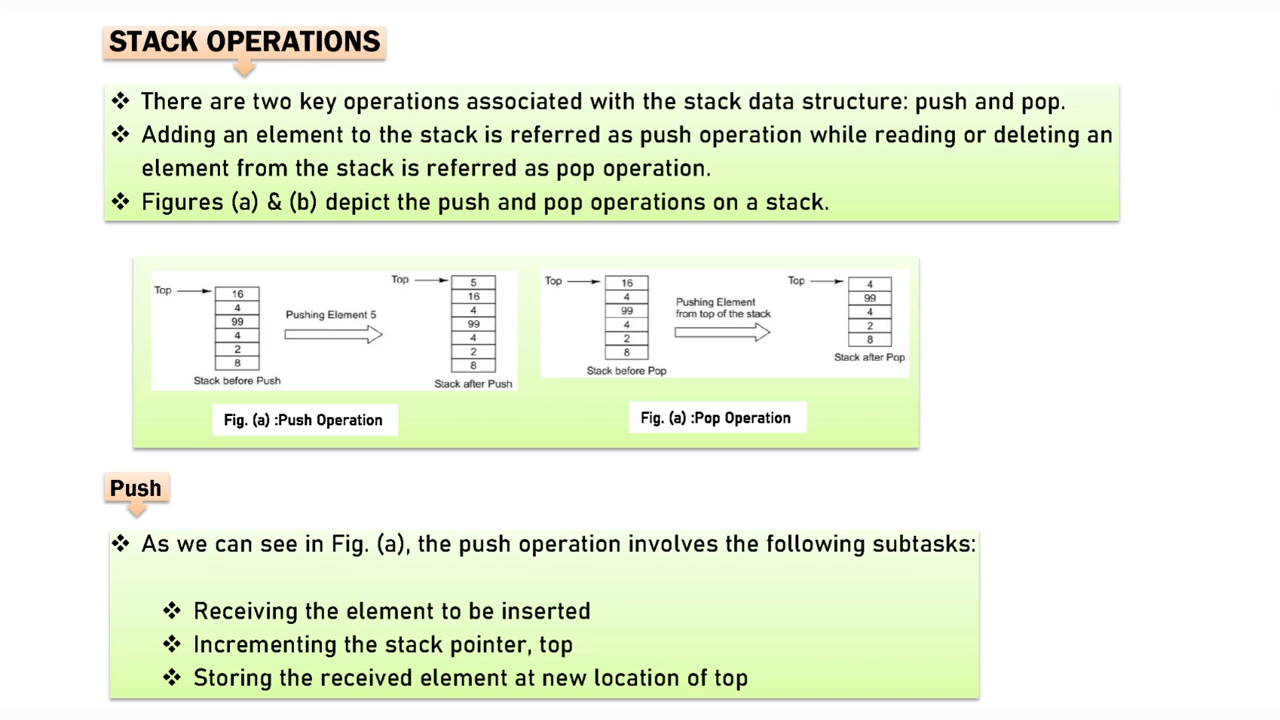 STACK OPERATIONS
❖ There are two key operations associated with the stack data structure: push and pop.
❖ Adding an element to the stack is referred as push operation while reading or deleting an
element from the stack is referred as pop operation.
❖ Figures (a) & (b) depict the push and pop operations on a stack.
Top
16
4
99
4
2
8
Stack before Push
Pushing Element 5
Top
5
16
4
99
4
2
8
Stack after Push
Fig. (a) :Push Operation
Top
16
4
99
4
2
8
Stack before Pop
Pushing Element
from top of the stack
Top
4
99
4
2
8
Stack after Pop
Fig. (a) :Pop Operation
Push
❖ As we can see in Fig. (a), the push operation involves the following subtasks:
❖ Receiving the element to be inserted
❖ Incrementing the stack pointer, top
❖ Storing the received element at new location of top